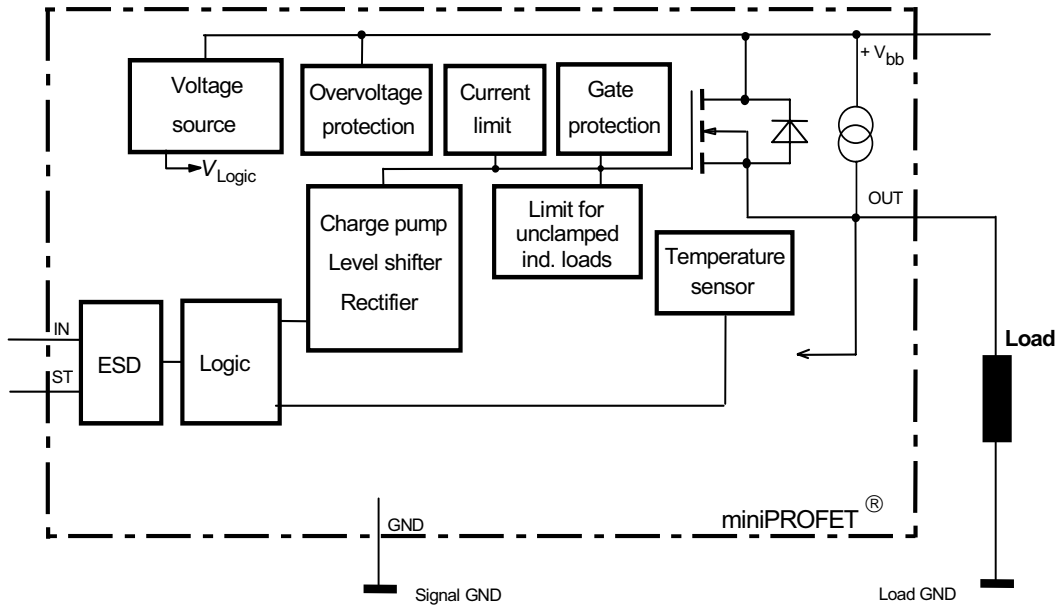 + V bb
Voltage
source
Overvoltage
protection
Current
limit
Gate
protection
V Logic
OUT
Charge pump
Level shifter
Rectifier
Limit for
unclamped
ind. loads
Temperature
sensor
IN
ST
ESD
Logic
Load
GND
miniPROFET ®
Signal GND
Load GND